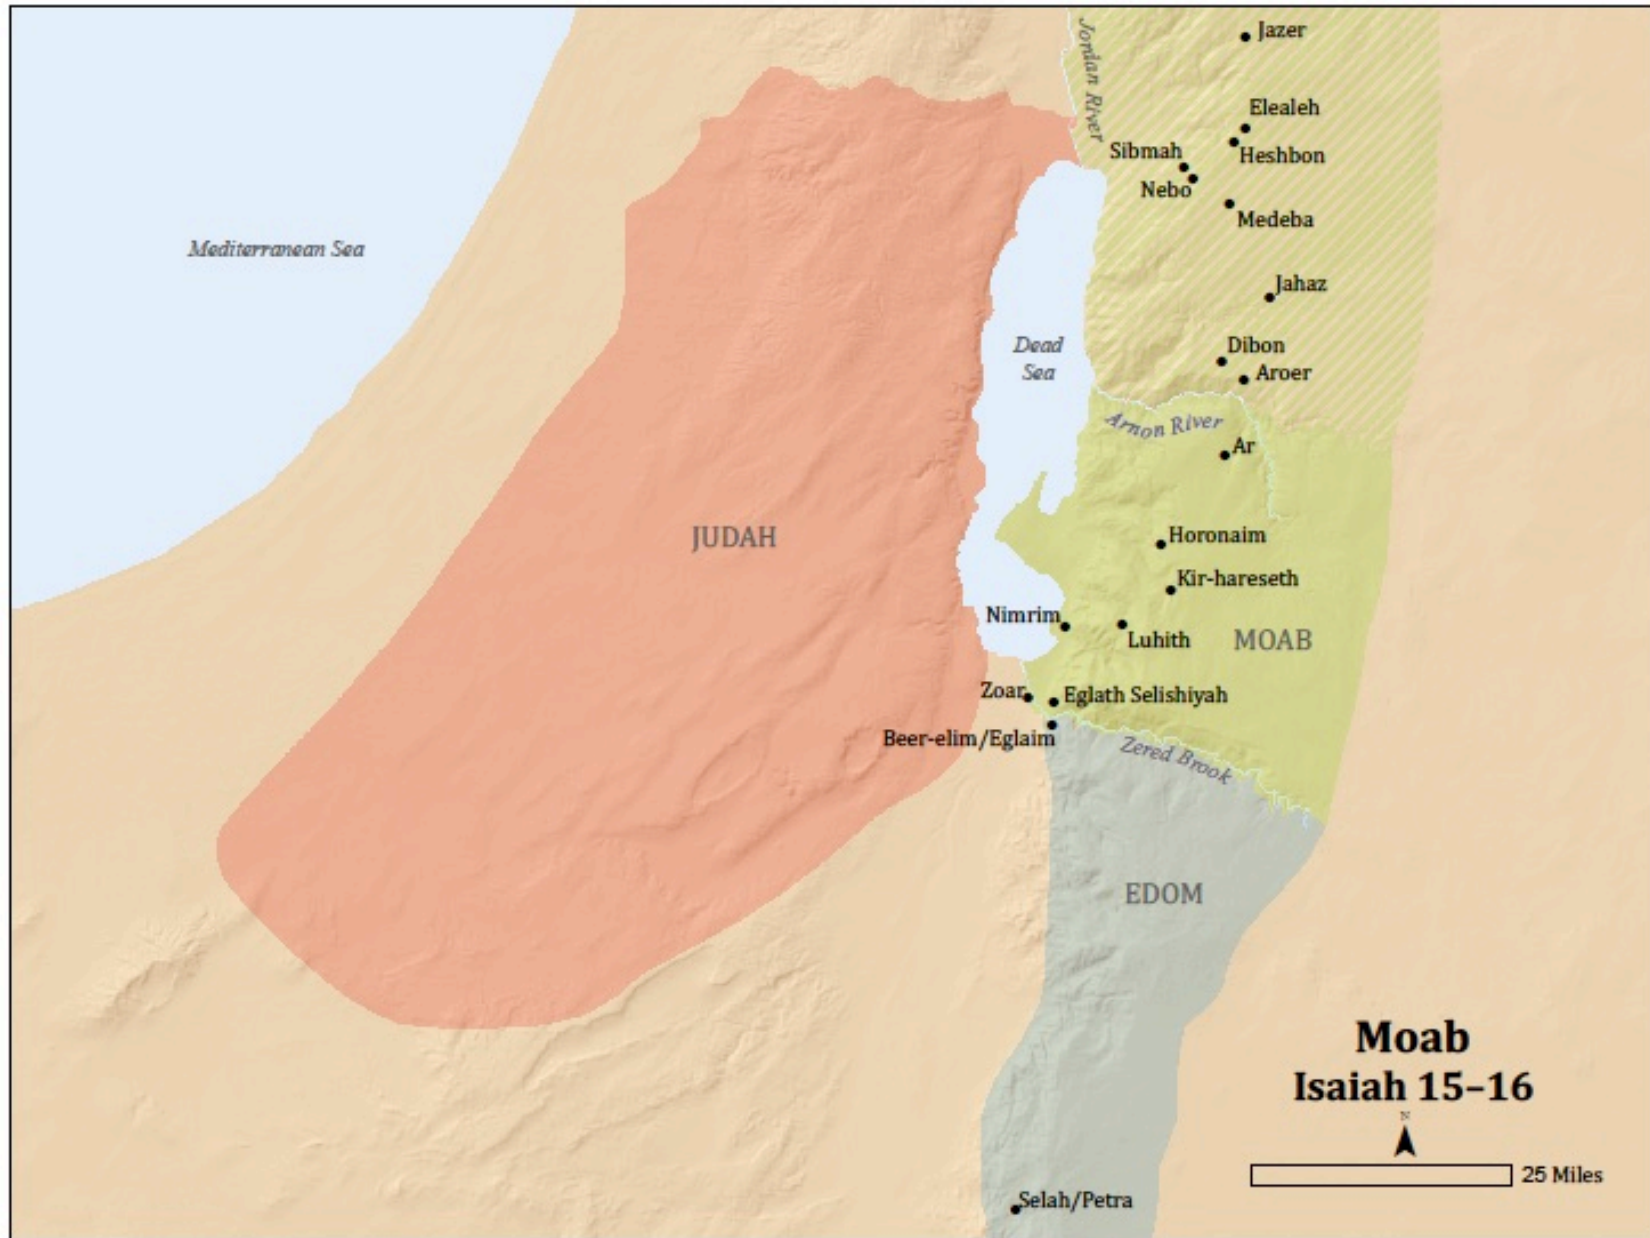 Jazer
Jordan River
Elealeh
Heshbon
Sibmah
Nebo
Medeba
Mediterranean Sea
Jahaz
Dead
Sea
Dibon
Aroer
Arnon River
Ar
JUDAH
Horonaim
Kir-hareseth
Nimrim
Luhith
MOAB
Zoar
Eglath Selishiyah
Beer-elim/Eglaim
Zered Brook
EDOM
Moab
Isaiah 15–16
N
25 Miles
Selah/Petra